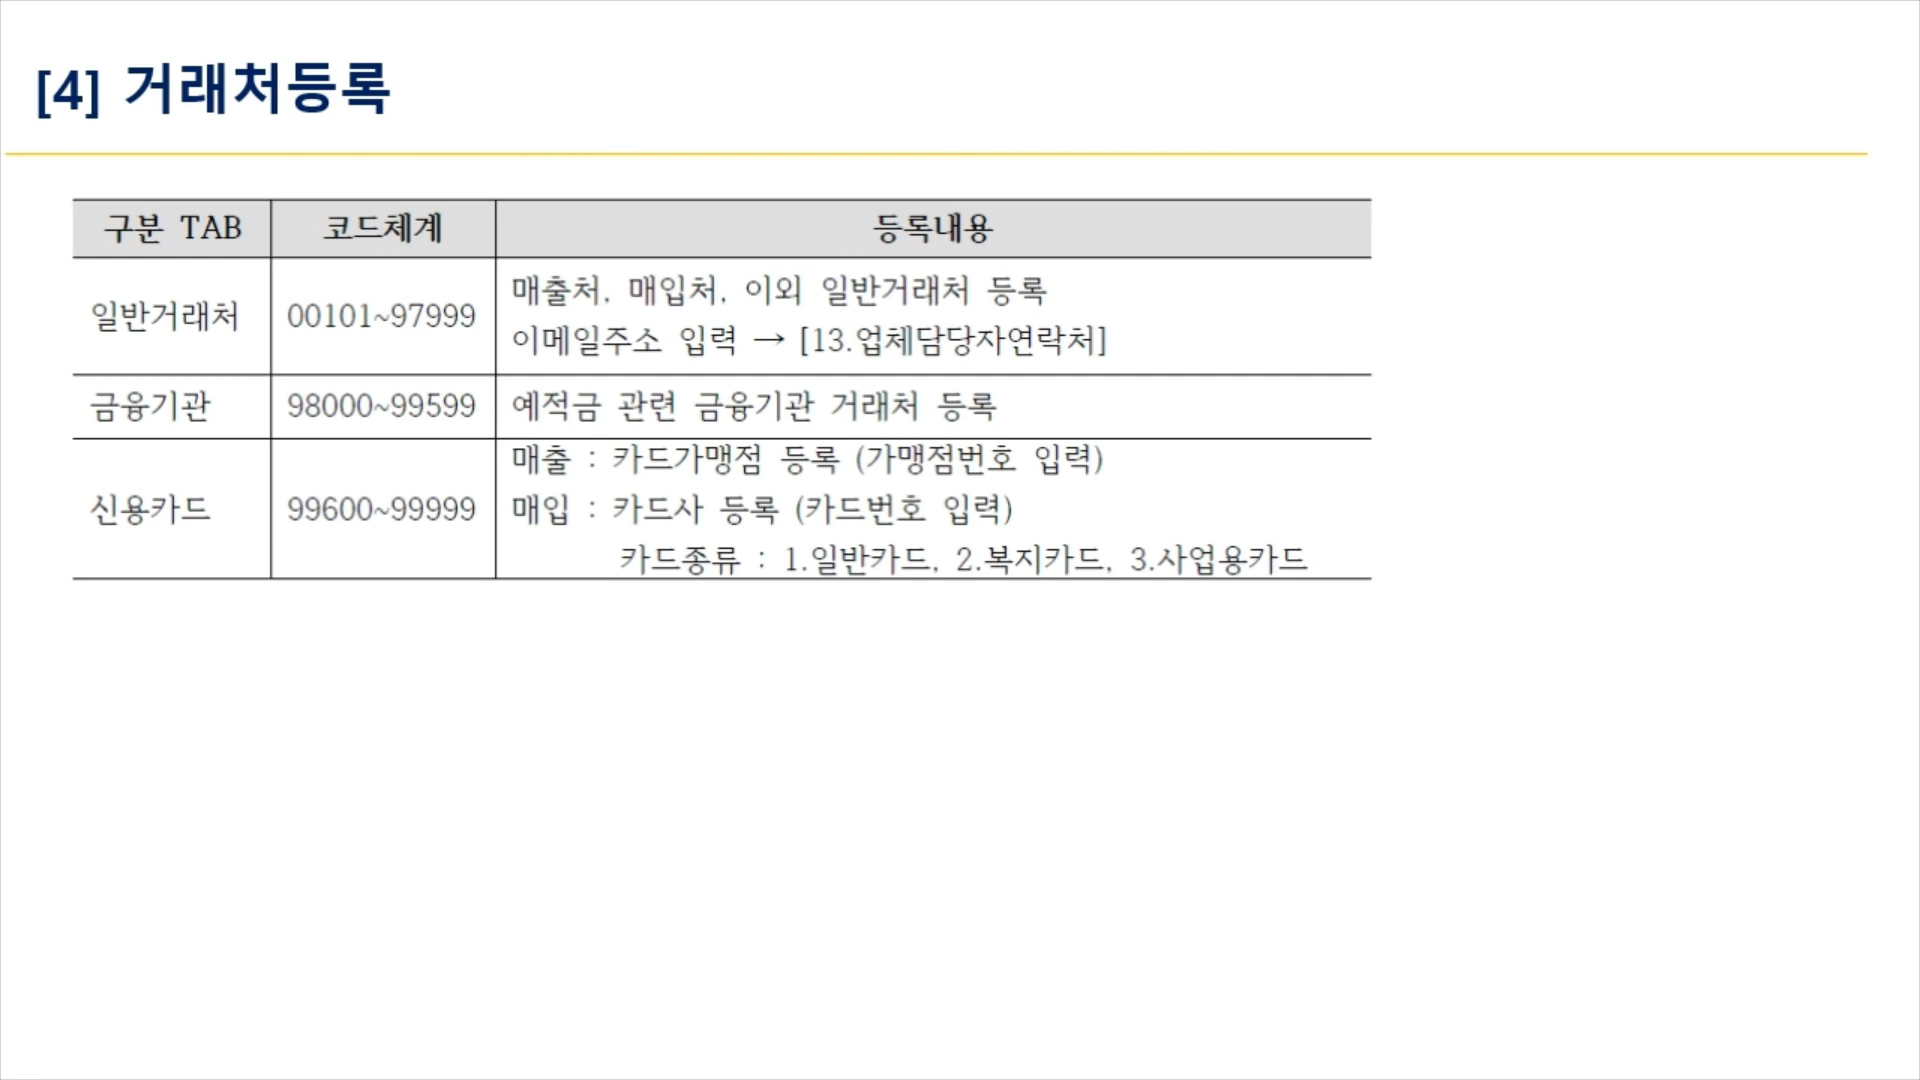 [4] 거래처등록
구분 TAB 코드체계 등록내용
일반거래처 00101~97999 매출처, 매입처, 이외 일반거래처 등록
이메일주소 입력 → [13.업체담당자연락처]
금융기관 98000~99599 예적금 관련 금융기관 거래처 등록
신용카드 99600~99999 매출 : 카드가맹점 등록 (가맹점번호 입력)
매입 : 카드사 등록 (카드번호 입력)
카드종류 : 1.일반카드, 2.복지카드, 3.사업용카드